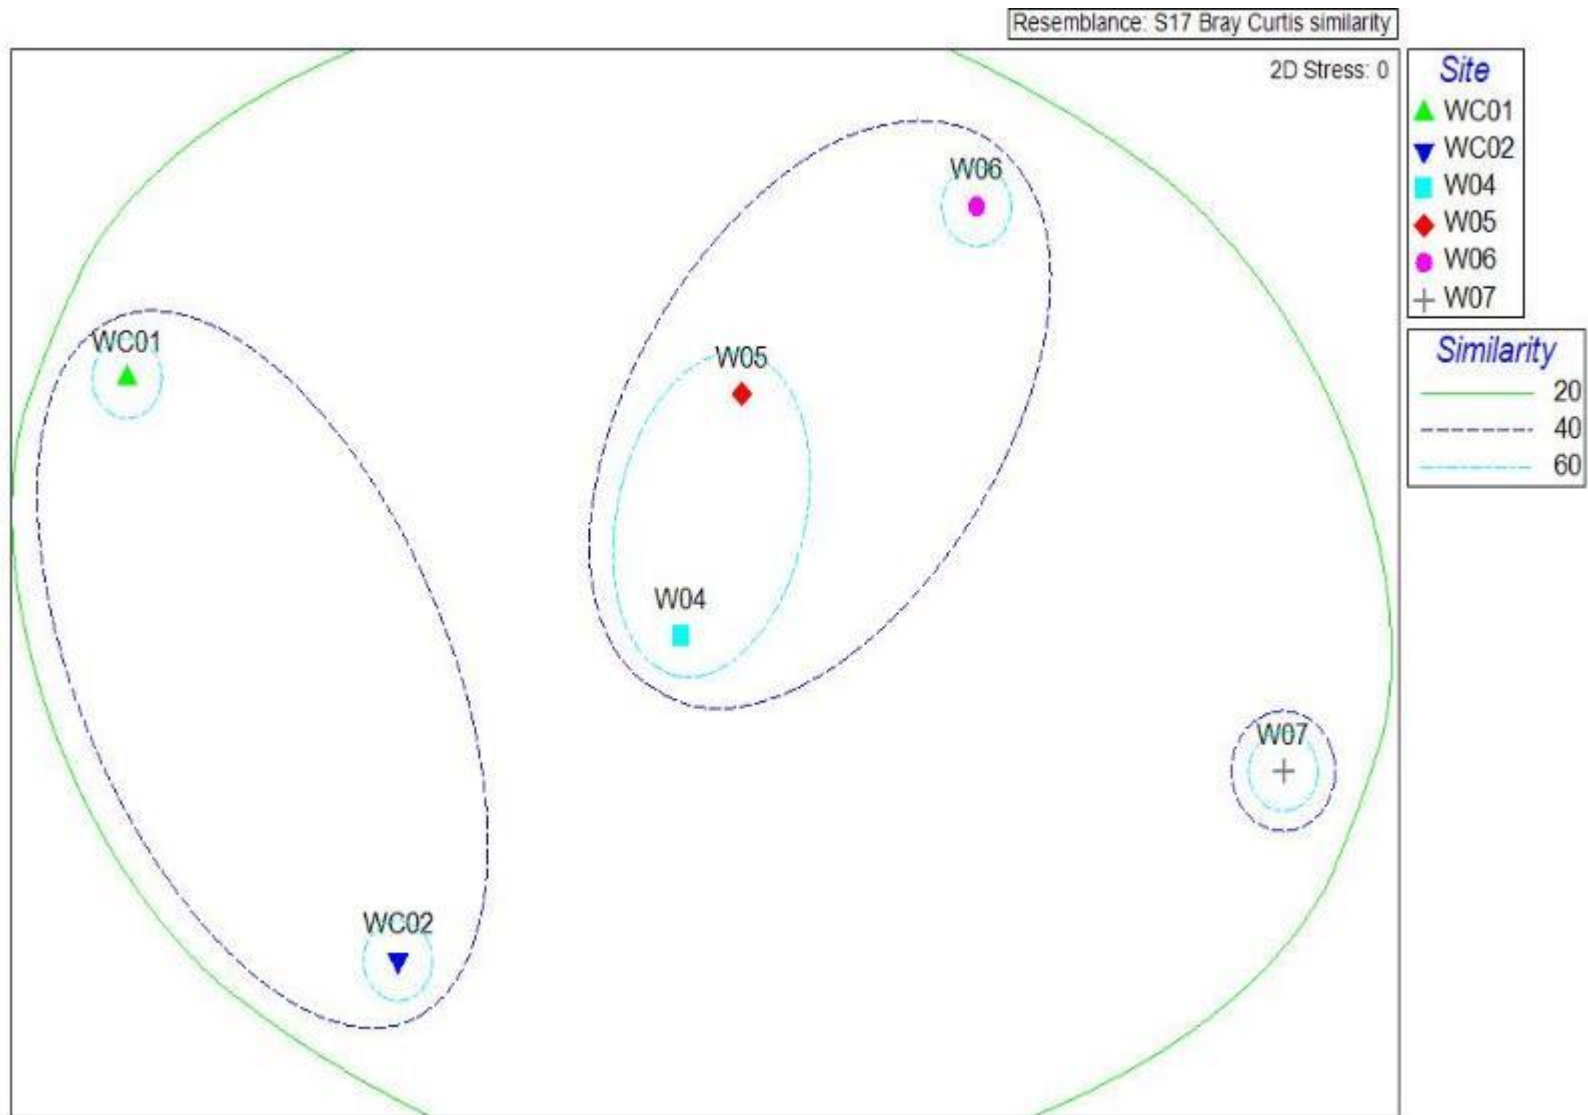 Resemblance: S17 Bray Curtis similarity
2D Stress: 0
Site
WC01
WC02
W04
W05
W06
W07
Similarity
20
40
60
W06
WC01
W05
W04
W07
WC02